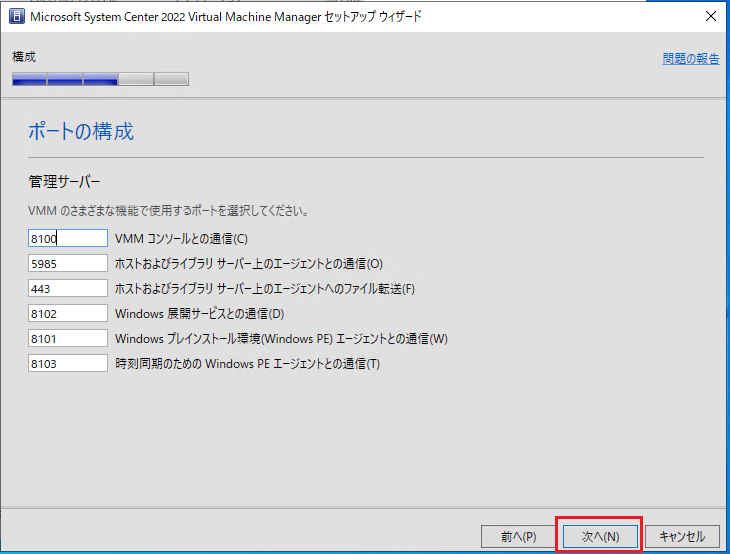 Microsoft System Center 2022 Virtual Machine Manager セットアップ ウィザード
構成
問題の報告
ポートの構成
管理サーバー
VMM のさまざまな機能で使用するポートを選択してください。
8100 VMM コンソールとの通信(C)
5985 ホストおよびライブラリ サーバー上のエージェントとの通信(O)
443 ホストおよびライブラリ サーバー上のエージェントへのファイル転送(F)
8102 Windows 展開サービスとの通信(D)
8101 Windows プレインストール環境(Windows PE) エージェントとの通信(W)
8103 時刻同期のための Windows PE エージェントとの通信(T)
前へ(P) 次へ(N) キャンセル